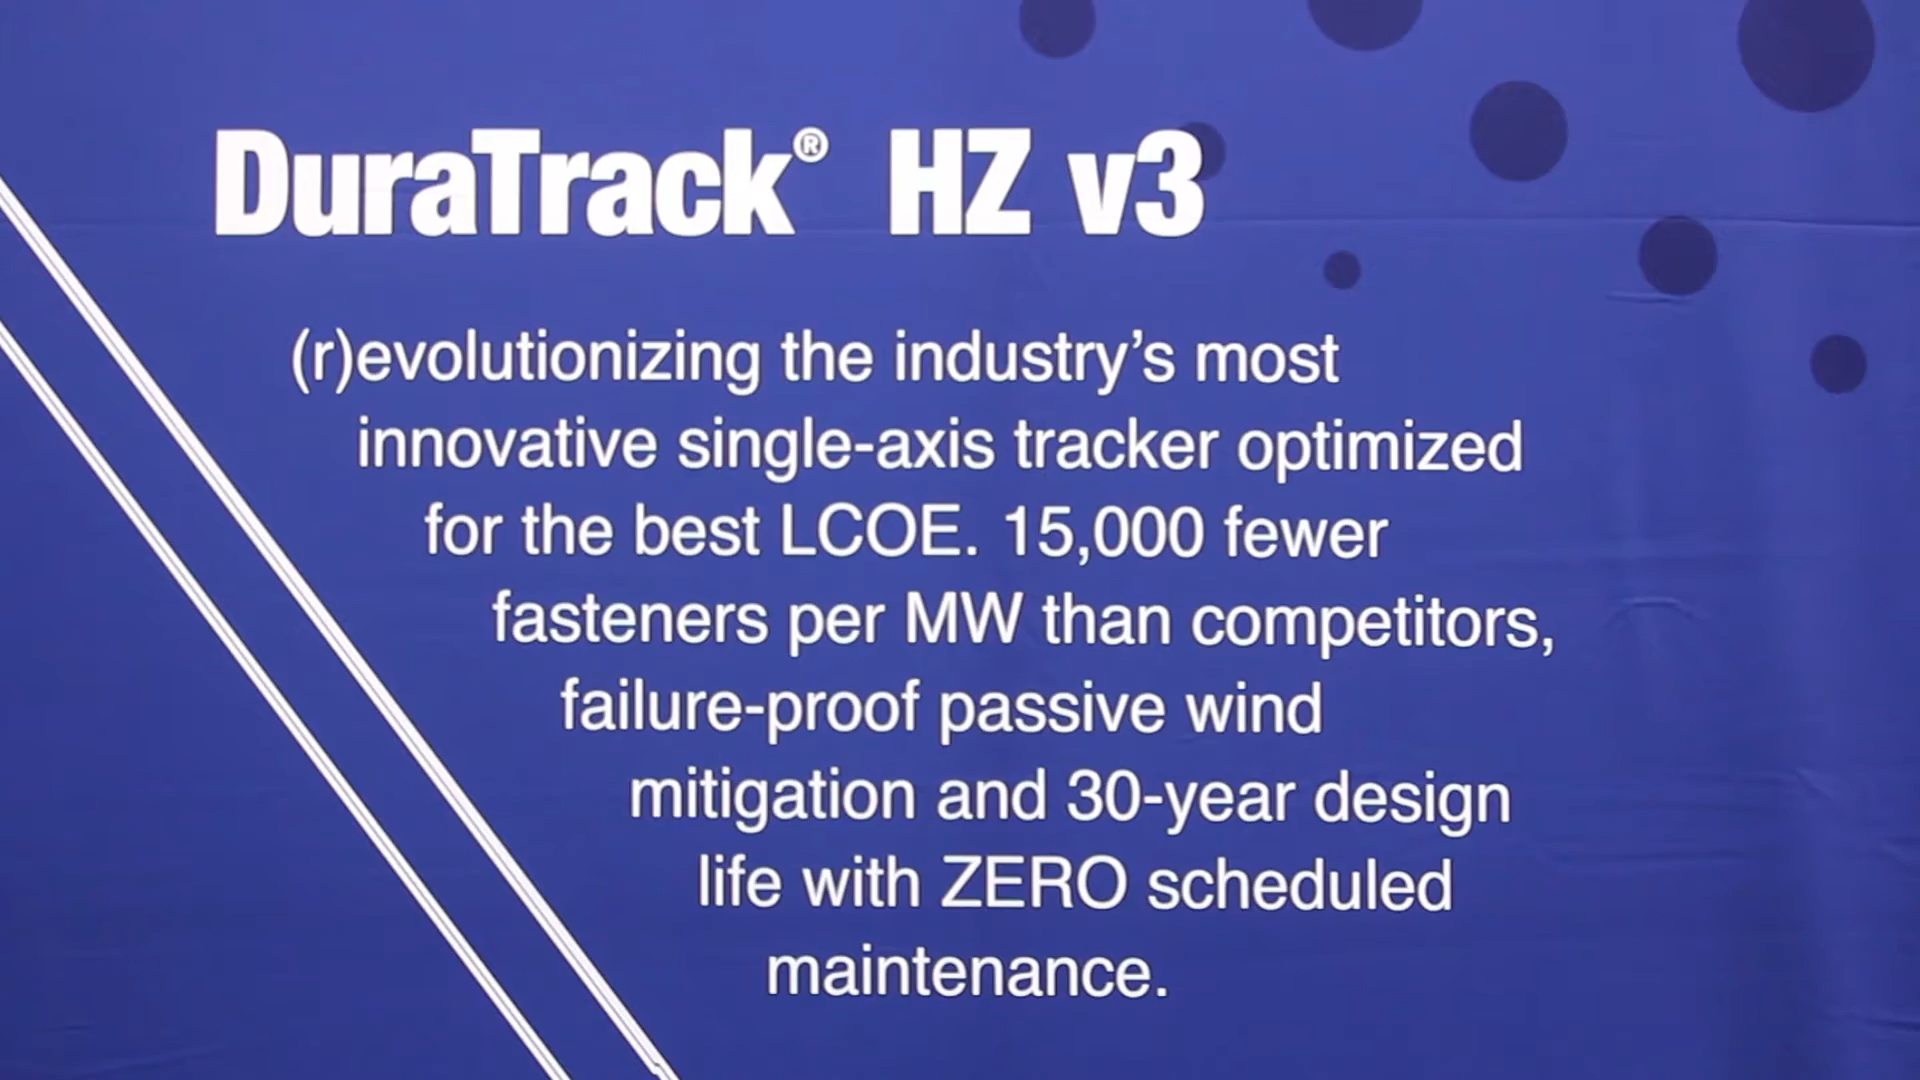 DuraTrack® HZ v3
(r)evolutionizing the industry’s most
innovative single-axis tracker optimized
for the best LCOE. 15,000 fewer
fasteners per MW than competitors,
failure-proof passive wind
mitigation and 30-year design
life with ZERO scheduled
maintenance.